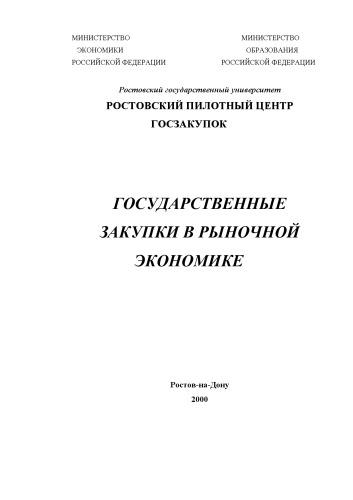 МИНИСТЕРСТВО МИНИСТЕРСТВО
ЭКОНОМИКИ ОБРАЗОВАНИЯ
РОССИЙСКОЙ ФЕДЕРАЦИИ РОССИЙСКОЙ ФЕДЕРАЦИИ
Ростовский государственный университет
РОСТОВСКИЙ ПИЛОТНЫЙ ЦЕНТР
ГОСЗАКУПОК
ГОСУДАРСТВЕННЫЕ
ЗАКУПКИ В РЫНОЧНОЙ
ЭКОНОМИКЕ
Ростов-на-Дону
2000